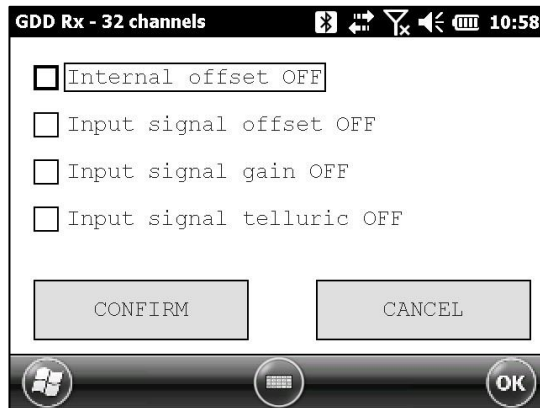 GDD Rx - 32 channels 10:58
Internal offset OFF
Input signal offset OFF
Input signal gain OFF
Input signal telluric OFF
CONFIRM CANCEL
OK